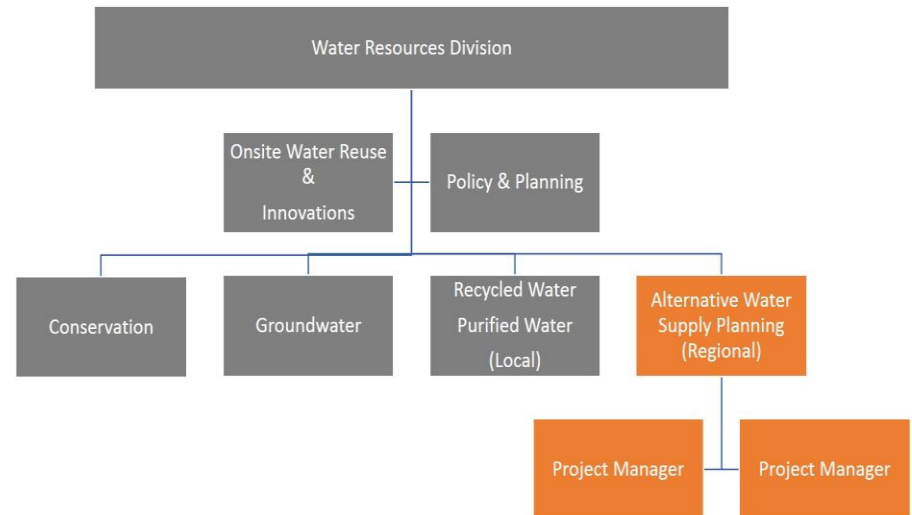 Water Resources Division
Onsite Water Reuse
&
Innovations
Policy & Planning
Conservation
Groundwater
Recycled Water
Purified Water
(Local)
Alternative Water
Supply Planning
(Regional)
Project Manager
Project Manager